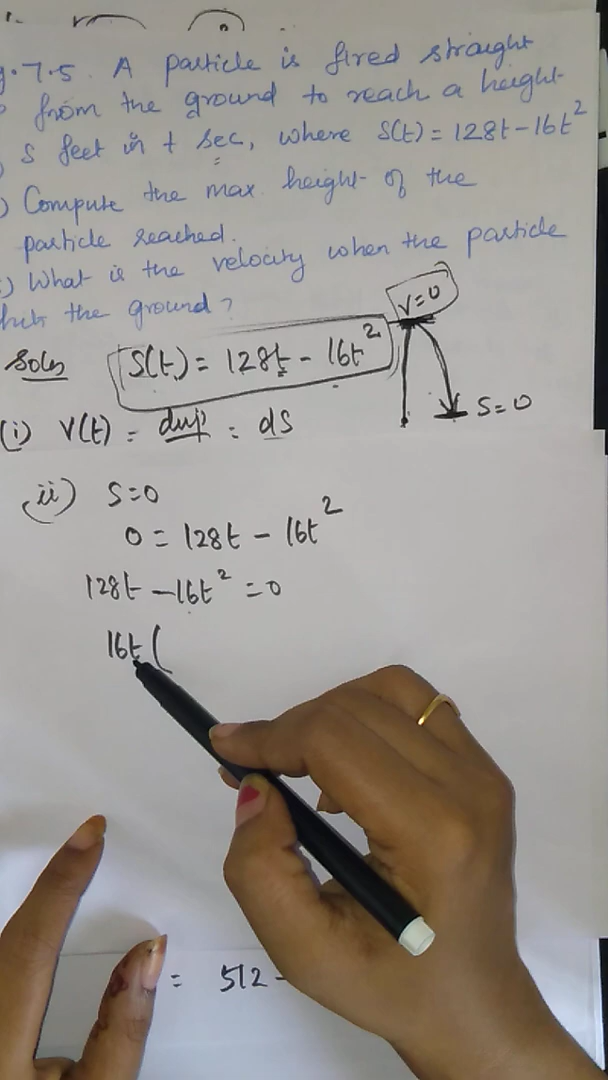 g.7.5. A particle is fired straight
from the ground to reach a height
s feet in t sec, where s(t) = 128t - 16t²
) Compute the max. height of the
particle reached.
i) What is the velocity when the particle
hits the ground?
Soln S(t) = 128t - 16t² V=0
S=0
(i) V(t) = = dS
ii) S=0
0 = 128t - 16t²
128t - 16t² = 0
16t (
= 512 -